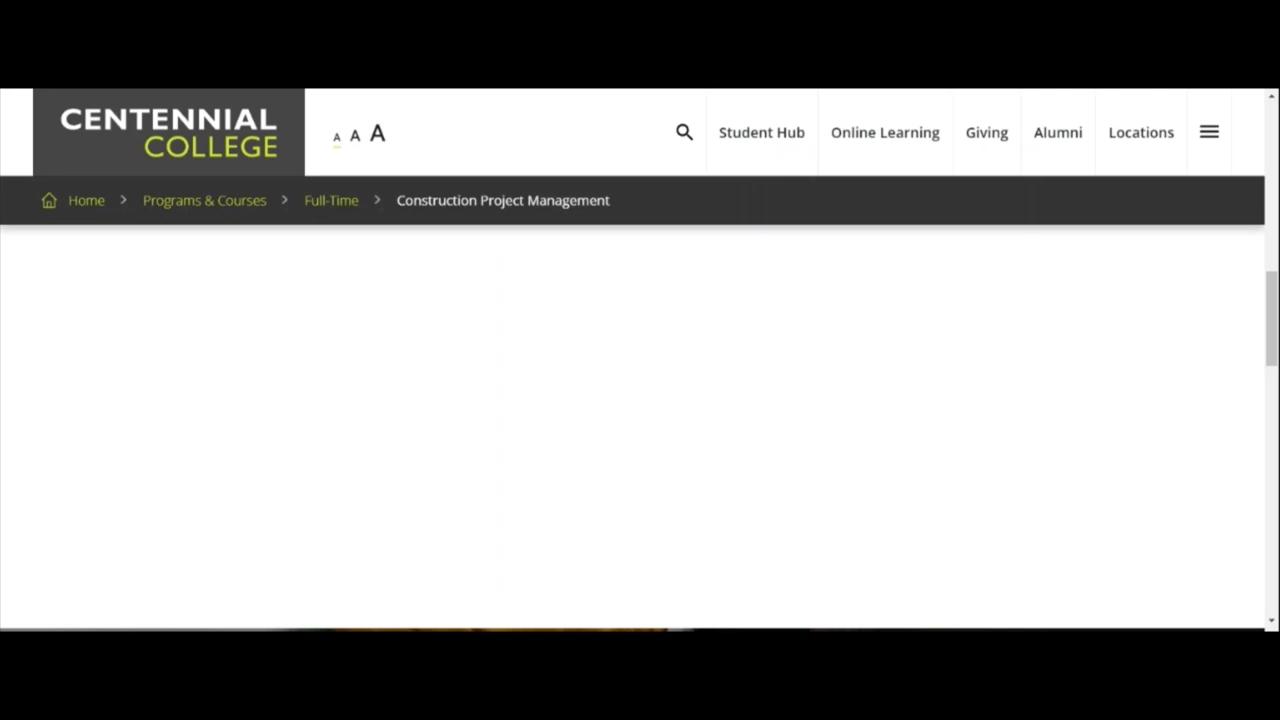 CENTENNIAL
COLLEGE
A A A
Student Hub
Online Learning
Giving
Alumni
Locations
Home > Programs & Courses > Full-Time > Construction Project Management